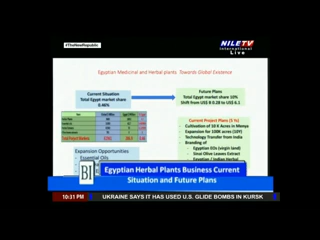 #TheNewRepublic
NILE TV
International
Live
Egyptian Medicinal and Herbal plants Towards Global Existence
Current Situation
Total Egypt market share
0.46%
Future Plans
Total Egypt market share 10%
Shift from US$ B 0.28 to US$ 6.1
Current Project Plans (5 Ys)
Cultivation of 10 K Acres in Menya
Expansion for 100K acres (10Y)
Technology Transfer from India
Branding of
Egyptian EOs (virgin land)
Sinai Olive Leaves Extract
Egyptian / Indian Herbal
Expansion Opportunities
Essential Oils
BI
Egyptian Herbal Plants Business Current
Situation and Future Plans
10:31 PM
UKRAINE SAYS IT HAS USED U.S. GLIDE BOMBS IN KURSK